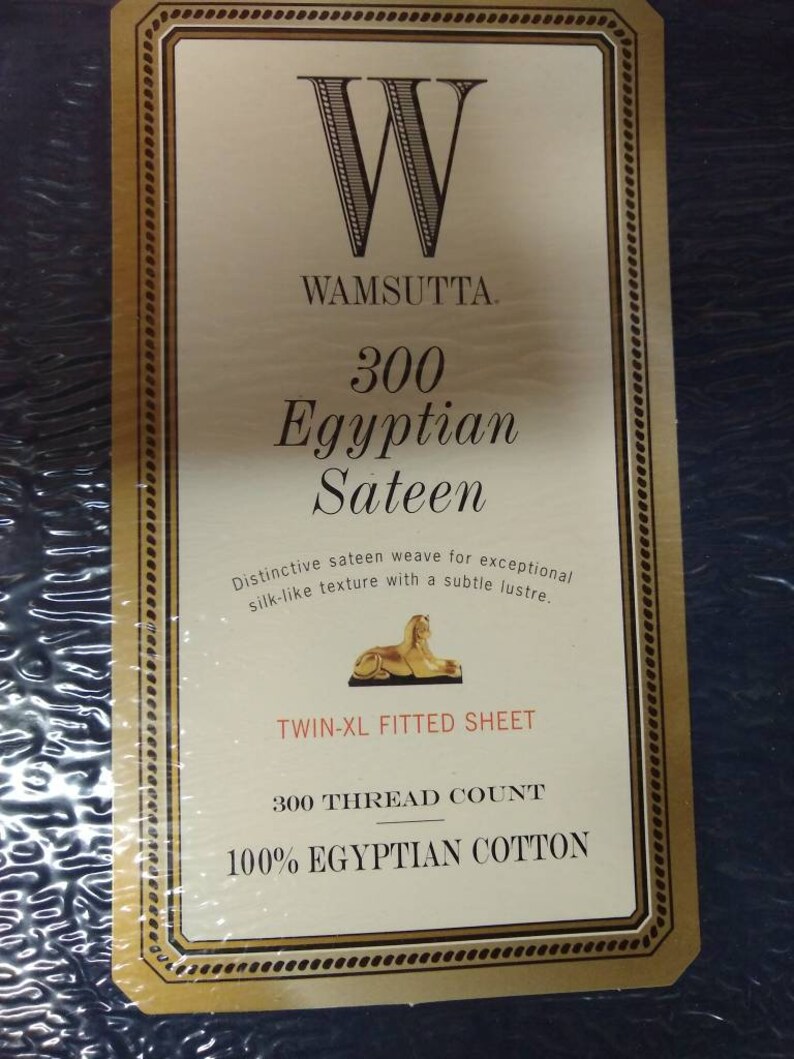 W
WAMSUTTA®
300
Egyptian
Sateen
Distinctive sateen weave for exceptional
silk-like texture with a subtle lustre.
TWIN-XL FITTED SHEET
300 THREAD COUNT
100% EGYPTIAN COTTON